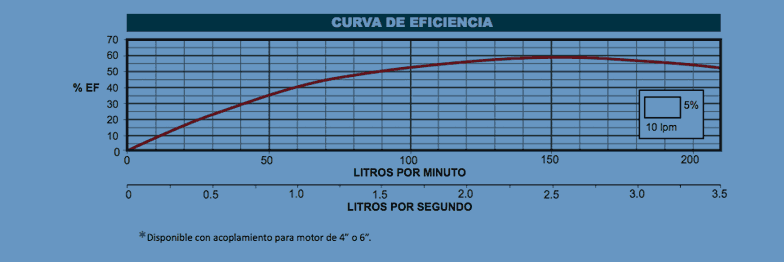 CURVA DE EFICIENCIA
70
60
50
% EF
40
30
20
10
0
5%
10 lpm
0 50 100 150 200
LITROS POR MINUTO
0 0.5 1.0 1.5 2.0 2.5 3.0 3.5
LITROS POR SEGUNDO
*Disponible con acoplamiento para motor de 4" o 6".